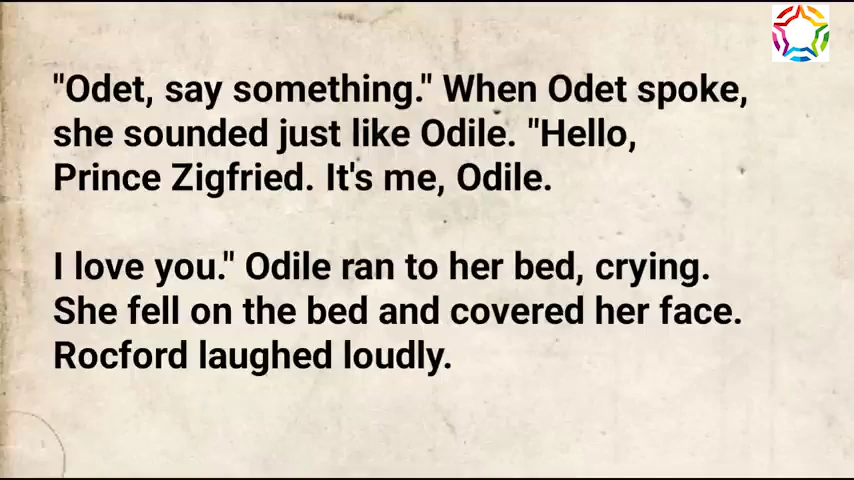 "Odet, say something." When Odet spoke,
she sounded just like Odile. "Hello,
Prince Zigfried. It's me, Odile.
I love you." Odile ran to her bed, crying.
She fell on the bed and covered her face.
Rocford laughed loudly.